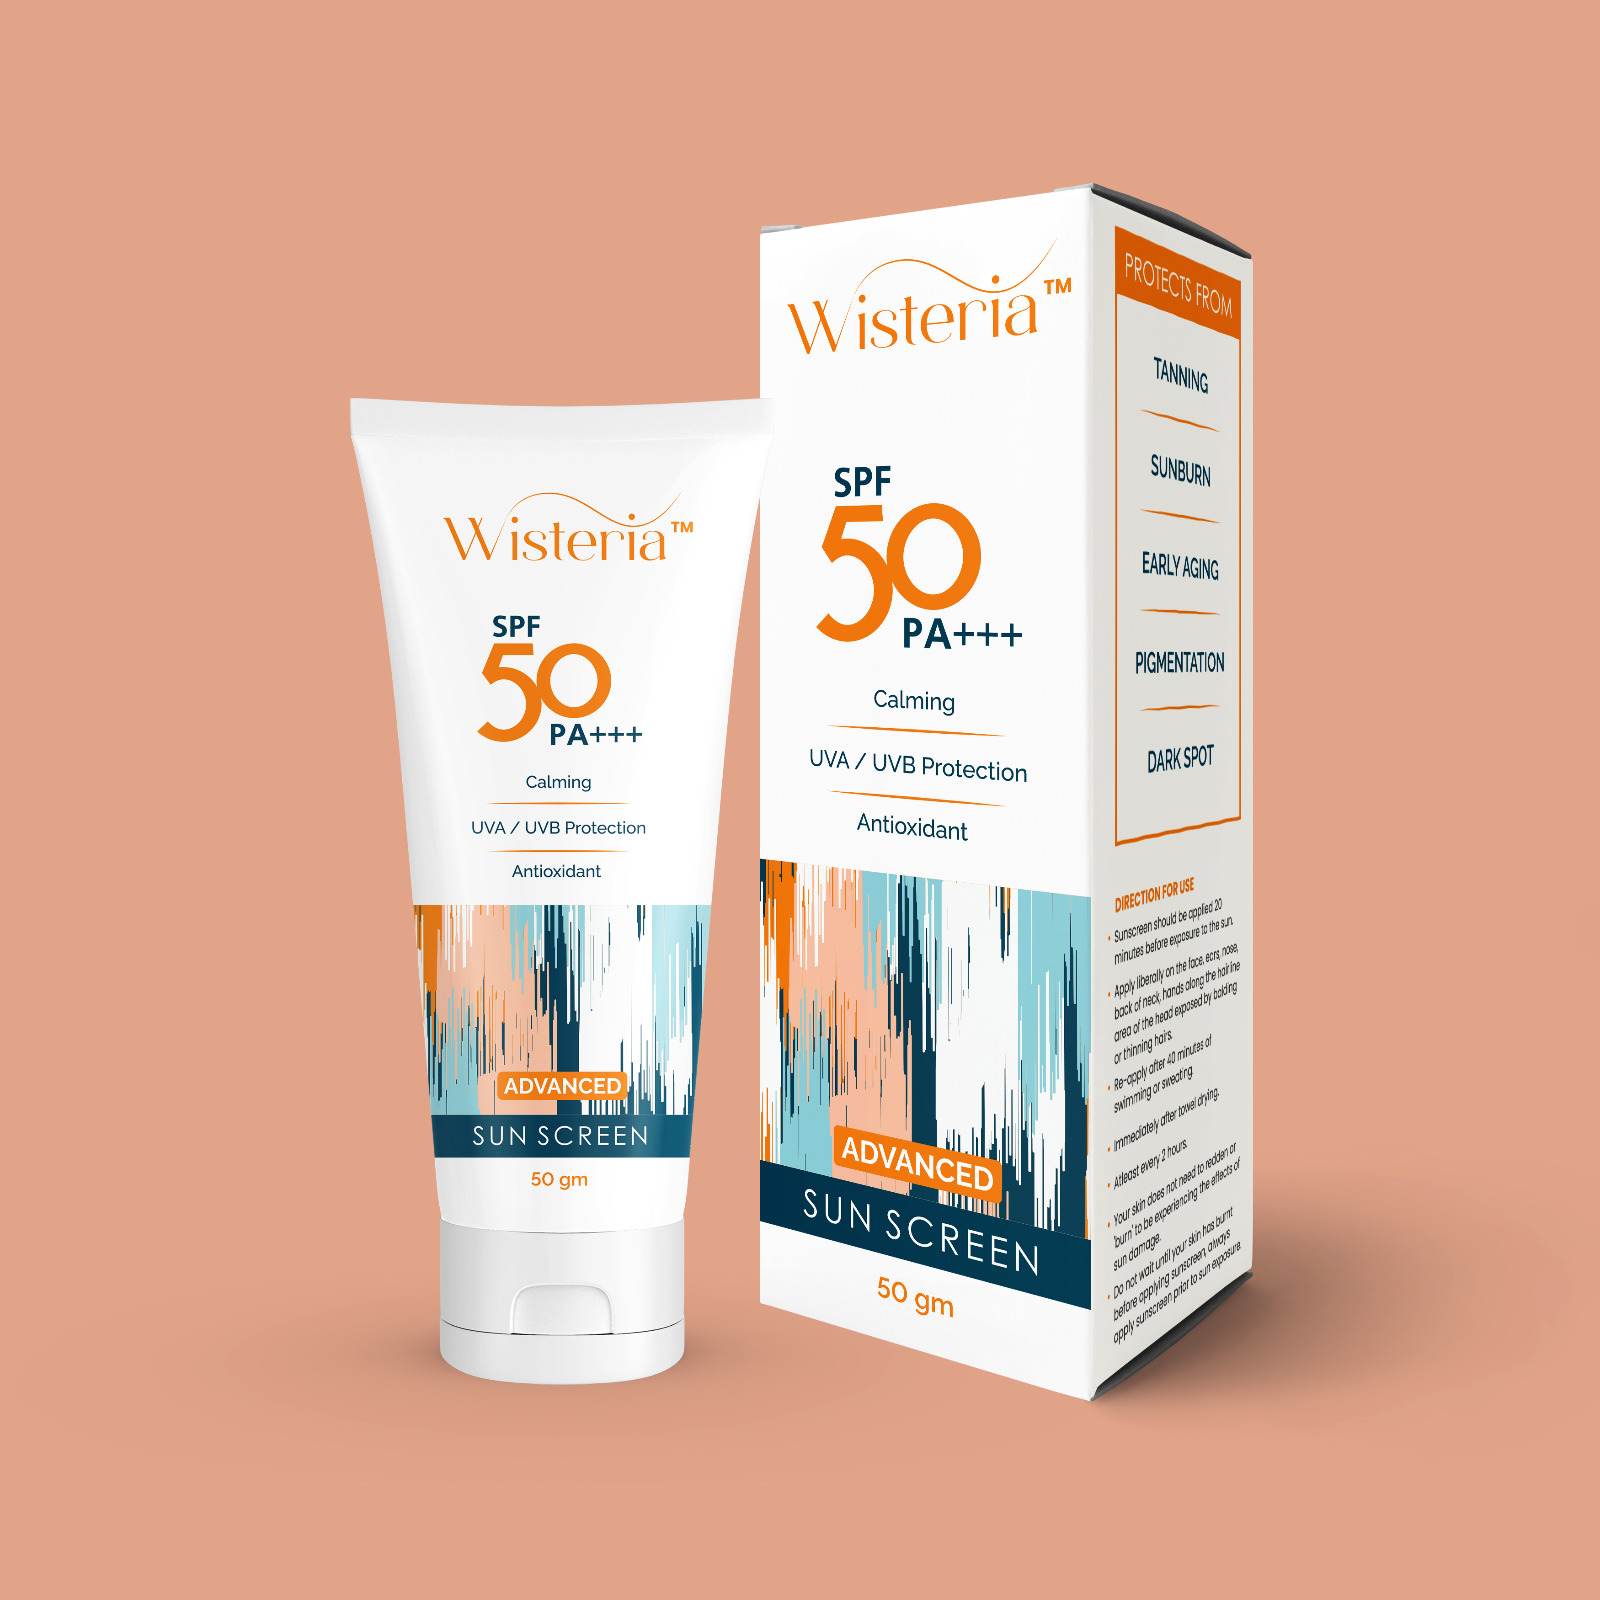 Wisteria™
SPF
50
PA+++
Calming
UVA / UVB Protection
Antioxidant
ADVANCED
SUN SCREEN
50 gm
Wisteria™
SPF
50
PA+++
Calming
UVA / UVB Protection
Antioxidant
ADVANCED
SUN SCREEN
50 gm
PROTECTS FROM
TANNING
SUNBURN
EARLY AGING
PIGMENTATION
DARK SPOT
DIRECTION FOR USE
• Sunscreen should be applied 20
minutes before exposure to the sun.
• Apply liberally on the face, ears, nose,
back of neck, hands along the hair line
area of the head exposed by balding
or thinning hairs.
• Re-apply after 40 minutes of
swimming or sweating.
• Immediately after towel drying.
• Atleast every 2 hours.
• Your skin does not need to redden or
'burn' to be experiencing the effects of
sun damage.
• Do not wait until your skin has burnt
before applying sunscreen, always
apply sunscreen prior to sun exposure.